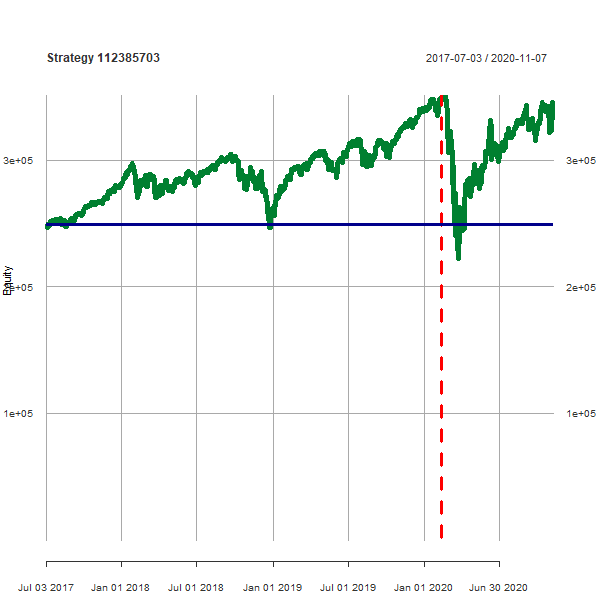 Strategy 112385703
2017-07-03 / 2020-11-07
3e+05
3e+05
Equity
2e+05
2e+05
1e+05
1e+05
Jul 03 2017
Jan 01 2018
Jul 01 2018
Jan 01 2019
Jul 01 2019
Jan 01 2020
Jun 30 2020